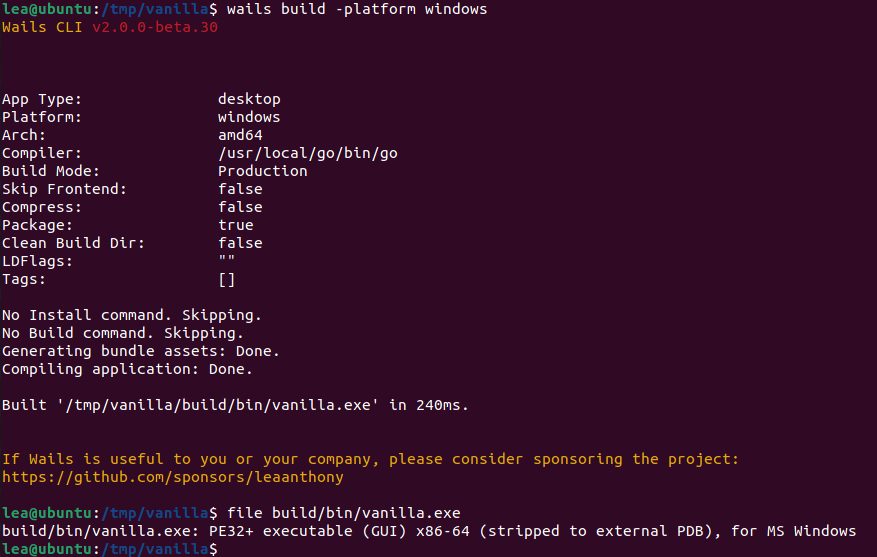 lea@ubuntu:/tmp/vanilla$ wails build -platform windows
Wails CLI v2.0.0-beta.30
App Type: desktop
Platform: windows
Arch: amd64
Compiler: /usr/local/go/bin/go
Build Mode: Production
Skip Frontend: false
Compress: false
Package: true
Clean Build Dir: false
LDFlags: ""
Tags: []
No Install command. Skipping.
No Build command. Skipping.
Generating bundle assets: Done.
Compiling application: Done.
Built '/tmp/vanilla/build/bin/vanilla.exe' in 240ms.
If Wails is useful to you or your company, please consider sponsoring the project:
https://github.com/sponsors/leaanthony
lea@ubuntu:/tmp/vanilla$ file build/bin/vanilla.exe
build/bin/vanilla.exe: PE32+ executable (GUI) x86-64 (stripped to external PDB), for MS Windows
lea@ubuntu:/tmp/vanilla$